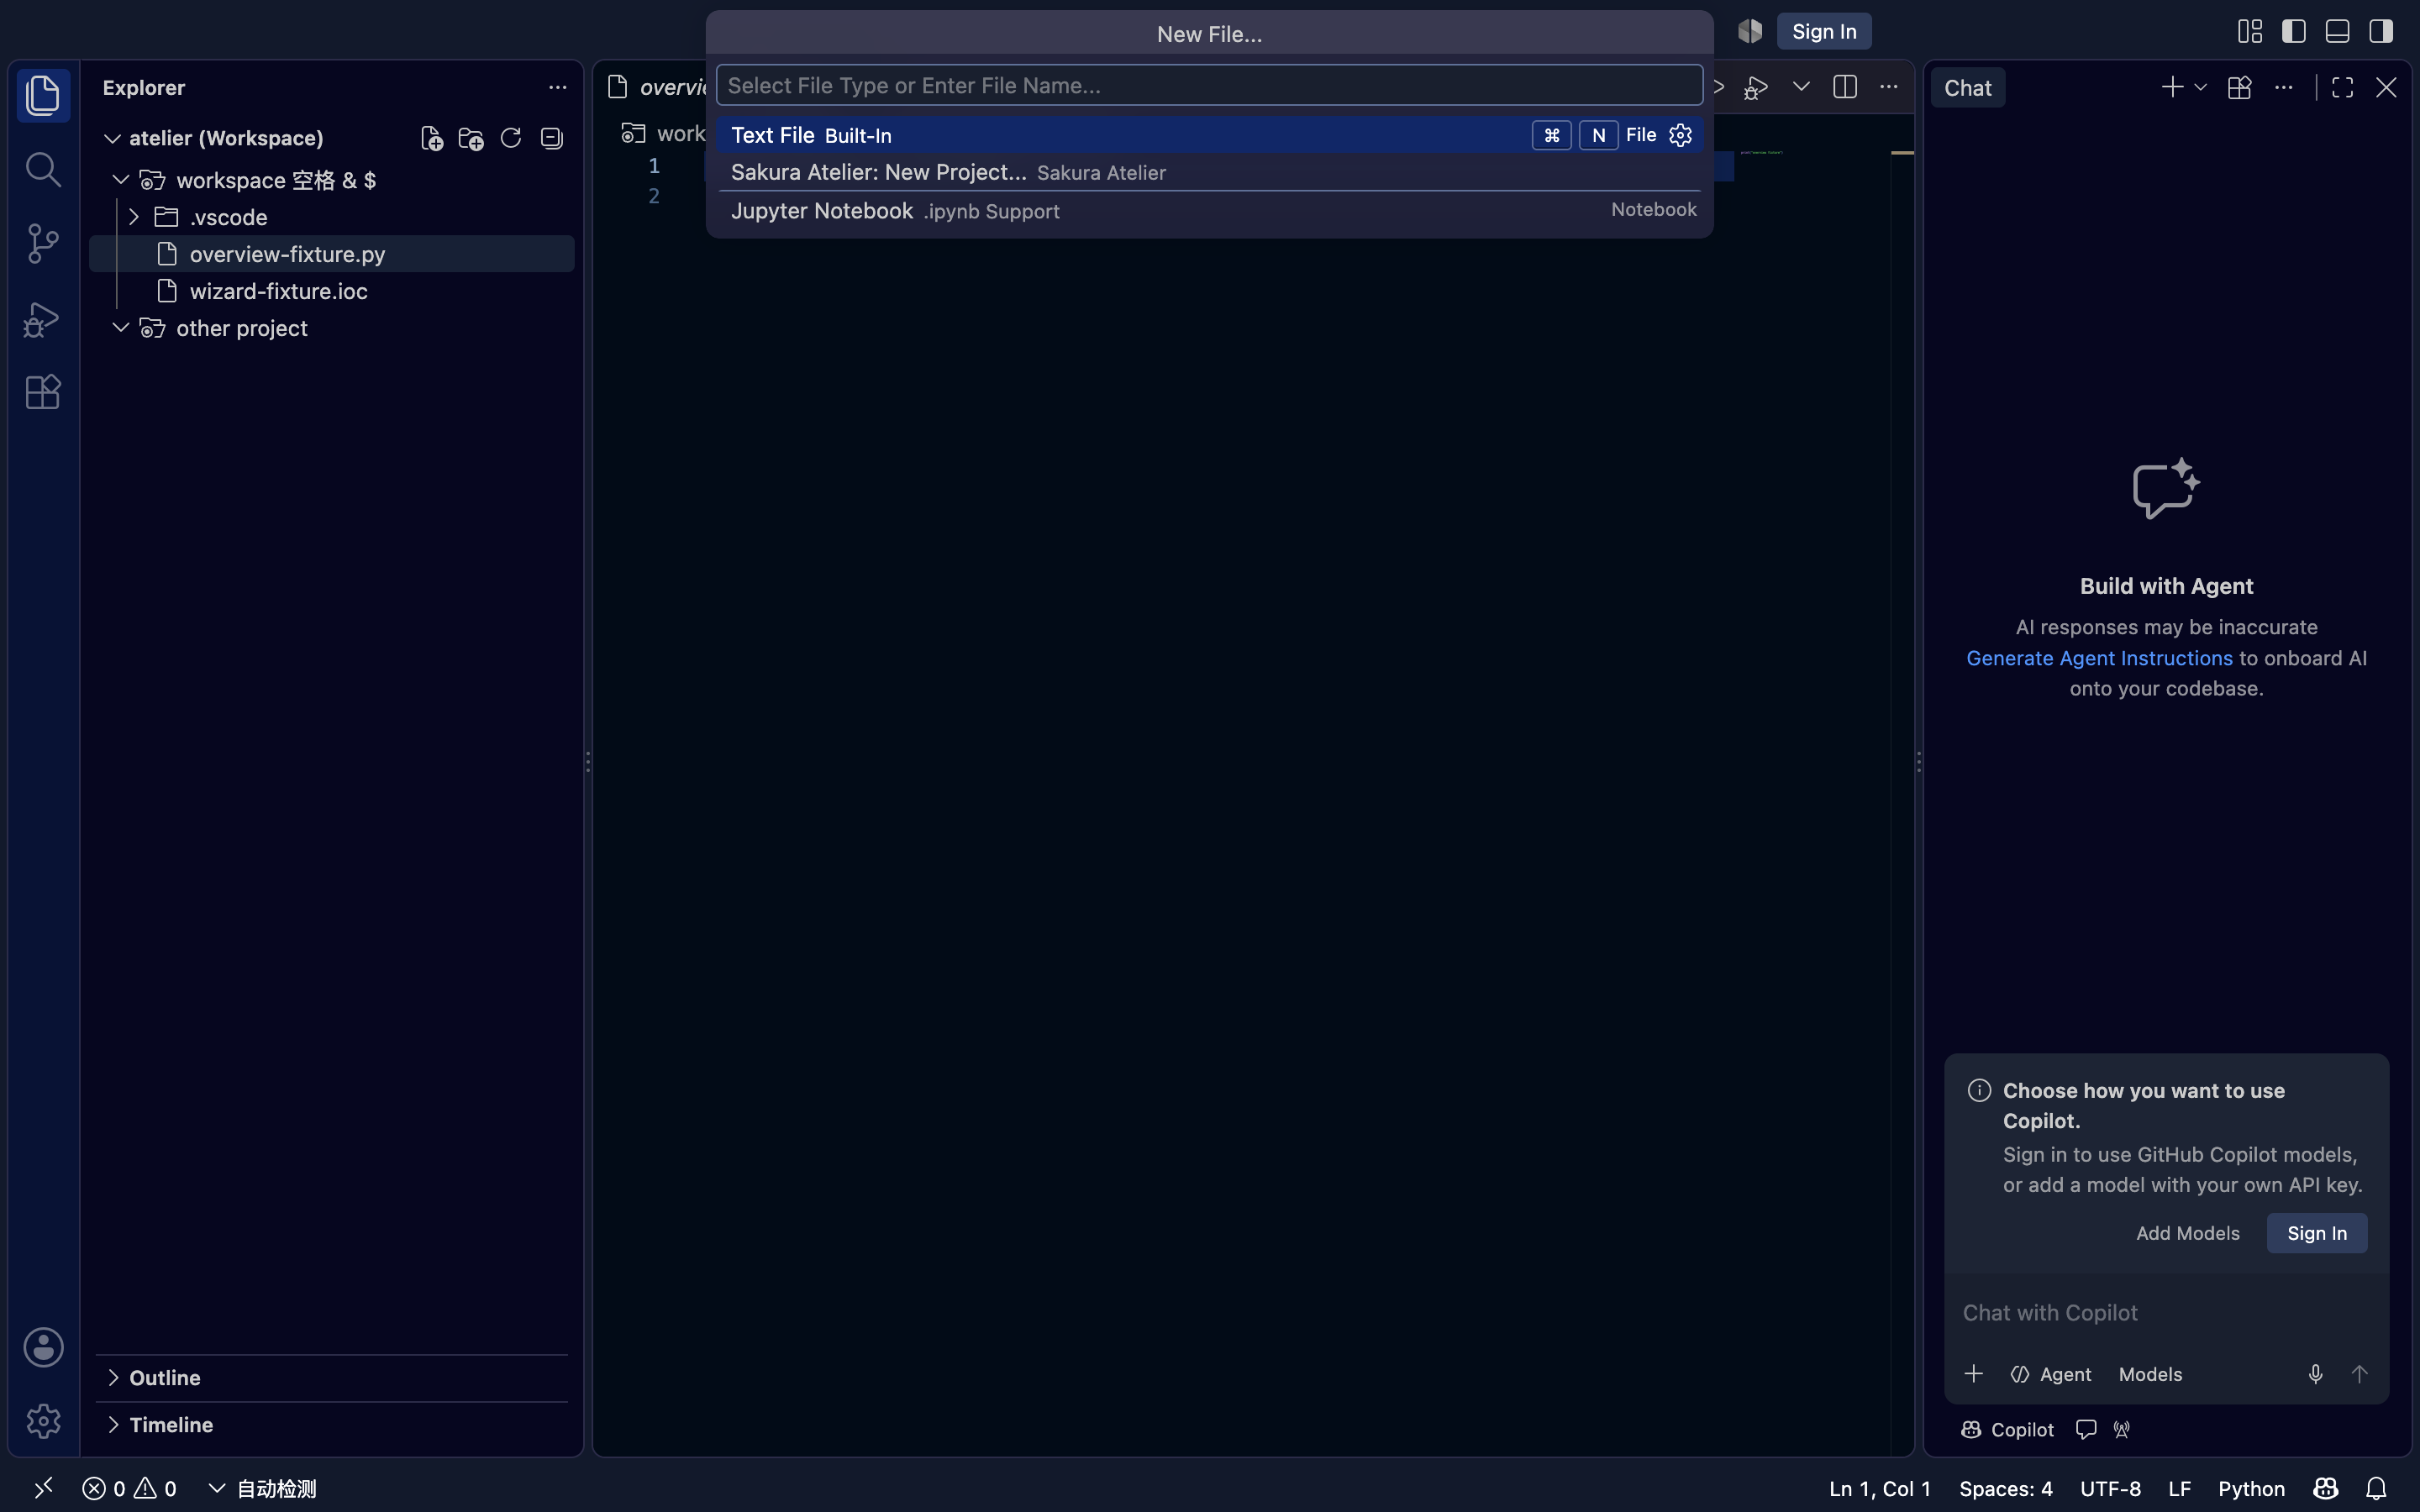 New File...
Sign In
Select File Type or Enter File Name...
Text File Built-In
⌘ N File
Sakura Atelier: New Project... Sakura Atelier
Jupyter Notebook .ipynb Support
Notebook
Explorer
atelier (Workspace)
workspace 空格 & $
.vscode
overview-fixture.py
wizard-fixture.ioc
other project
Outline
Timeline
1
2
Chat
Build with Agent
AI responses may be inaccurate
Generate Agent Instructions to onboard AI
onto your codebase.
Choose how you want to use
Copilot.
Sign in to use GitHub Copilot models,
or add a model with your own API key.
Add Models
Sign In
Chat with Copilot
Agent
Models
Copilot
0
0
自动检测
Ln 1, Col 1
Spaces: 4
UTF-8
LF
Python